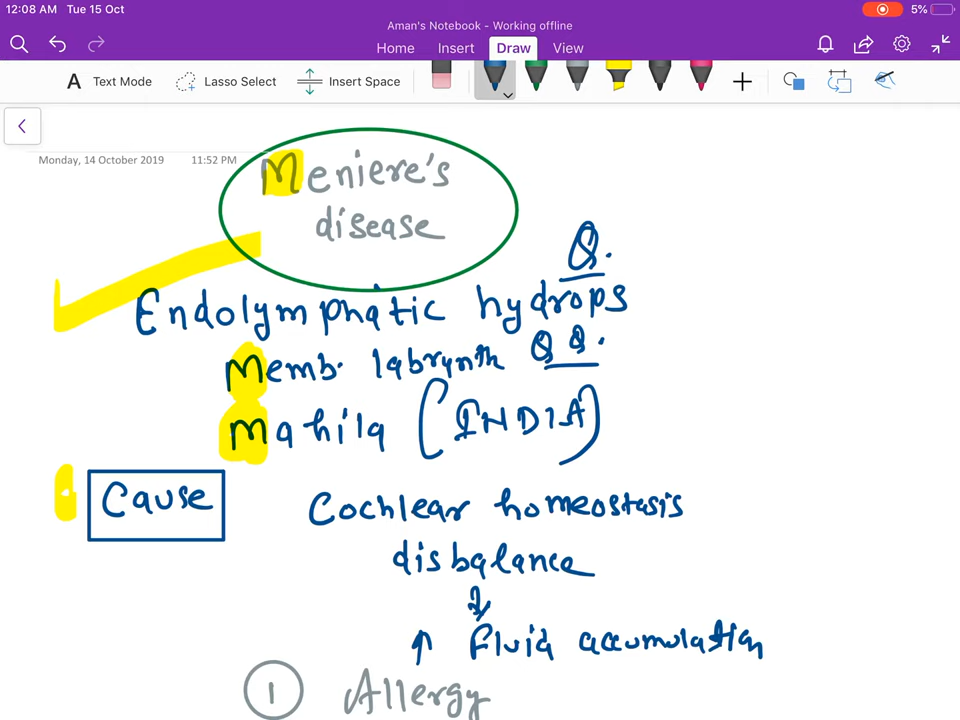 12:08 AM Tue 15 Oct 5%
Aman's Notebook - Working offline
Home Insert Draw View
Text Mode Lasso Select Insert Space
Monday, 14 October 2019 11:52 PM
Meniere's
disease
Q.
Endolymphatic hydrops
Memb. labrynth QQ.
Mahila (INDIA)
Cause
Cochlear homeostasis
disbalance
↓
↑ Fluid accumulation
1 Allergy